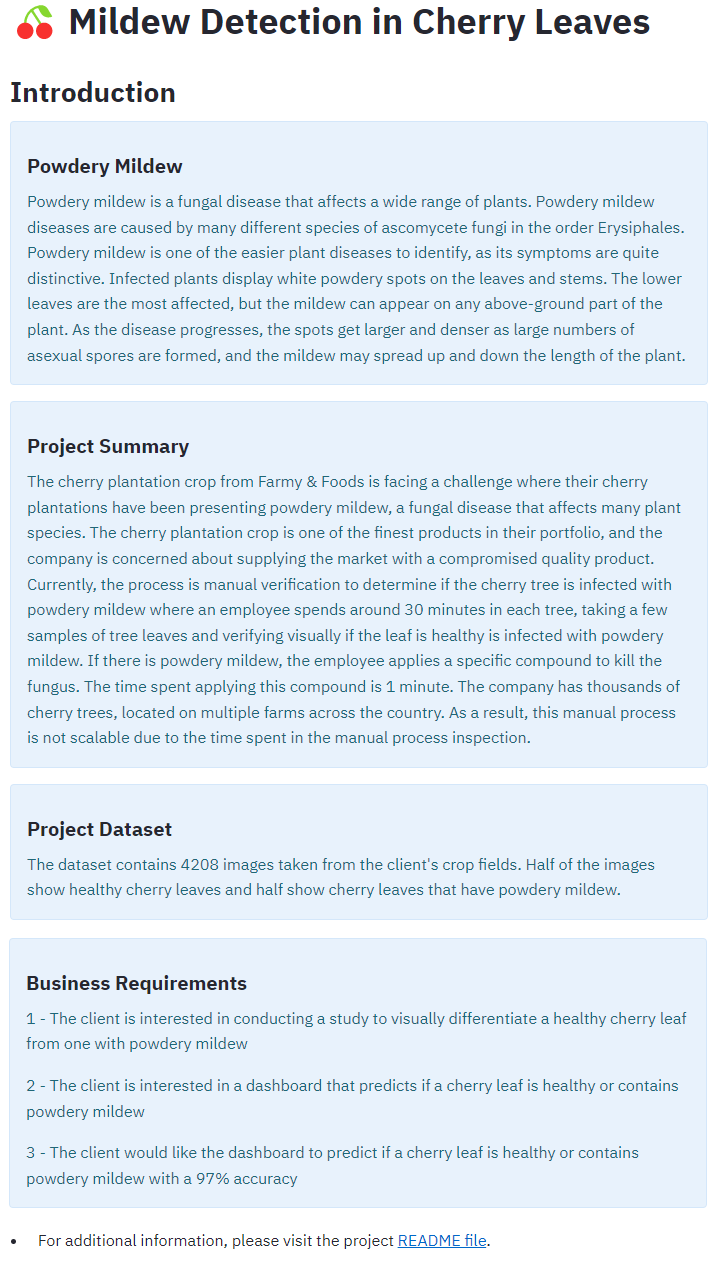 Mildew Detection in Cherry Leaves
Introduction
Powdery Mildew
Powdery mildew is a fungal disease that affects a wide range of plants. Powdery mildew
diseases are caused by many different species of ascomycete fungi in the order Erysiphales.
Powdery mildew is one of the easier plant diseases to identify, as its symptoms are quite
distinctive. Infected plants display white powdery spots on the leaves and stems. The lower
leaves are the most affected, but the mildew can appear on any above-ground part of the
plant. As the disease progresses, the spots get larger and denser as large numbers of
asexual spores are formed, and the mildew may spread up and down the length of the plant.
Project Summary
The cherry plantation crop from Farmy & Foods is facing a challenge where their cherry
plantations have been presenting powdery mildew, a fungal disease that affects many plant
species. The cherry plantation crop is one of the finest products in their portfolio, and the
company is concerned about supplying the market with a compromised quality product.
Currently, the process is manual verification to determine if the cherry tree is infected with
powdery mildew where an employee spends around 30 minutes in each tree, taking a few
samples of tree leaves and verifying visually if the leaf is healthy is infected with powdery
mildew. If there is powdery mildew, the employee applies a specific compound to kill the
fungus. The time spent applying this compound is 1 minute. The company has thousands of
cherry trees, located on multiple farms across the country. As a result, this manual process
is not scalable due to the time spent in the manual process inspection.
Project Dataset
The dataset contains 4208 images taken from the client's crop fields. Half of the images
show healthy cherry leaves and half show cherry leaves that have powdery mildew.
Business Requirements
1 - The client is interested in conducting a study to visually differentiate a healthy cherry leaf
from one with powdery mildew
2 - The client is interested in a dashboard that predicts if a cherry leaf is healthy or contains
powdery mildew
3 - The client would like the dashboard to predict if a cherry leaf is healthy or contains
powdery mildew with a 97% accuracy
• For additional information, please visit the project README file.